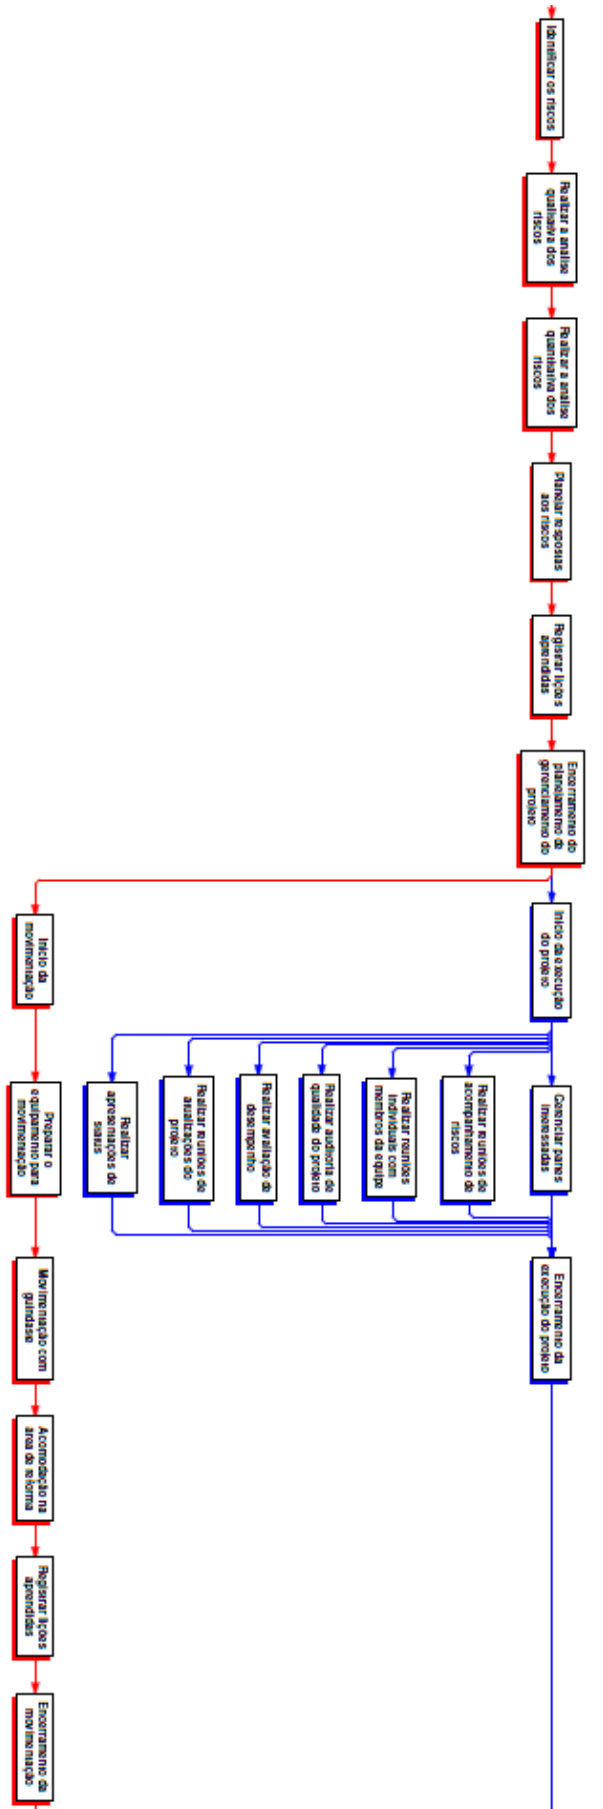 Identificar os riscos
Realizar a análise
qualitativa dos
riscos
Realizar a análise
quantitativa dos
riscos
Planejar respostas
aos riscos
Registrar lições
aprendidas
Encerramento do
planejamento de
gerenciamento do
projeto
Início da execução
do projeto
Gerenciar partes
interessadas
Realizar reuniões de
acompanhamento de
riscos
Realizar reuniões
individuais com
membros da equipe
Realizar auditoria de
qualidade do projeto
Realizar avaliação de
desempenho
Realizar reuniões de
atualizações do
projeto
Realizar
apresentações de
status
Encerramento da
execução do projeto
Início da
movimentação
Preparar o
equipamento para
movimentação
Movimentação com
guindaste
Acomodação na
área de reforma
Registrar lições
aprendidas
Encerramento da
movimentação